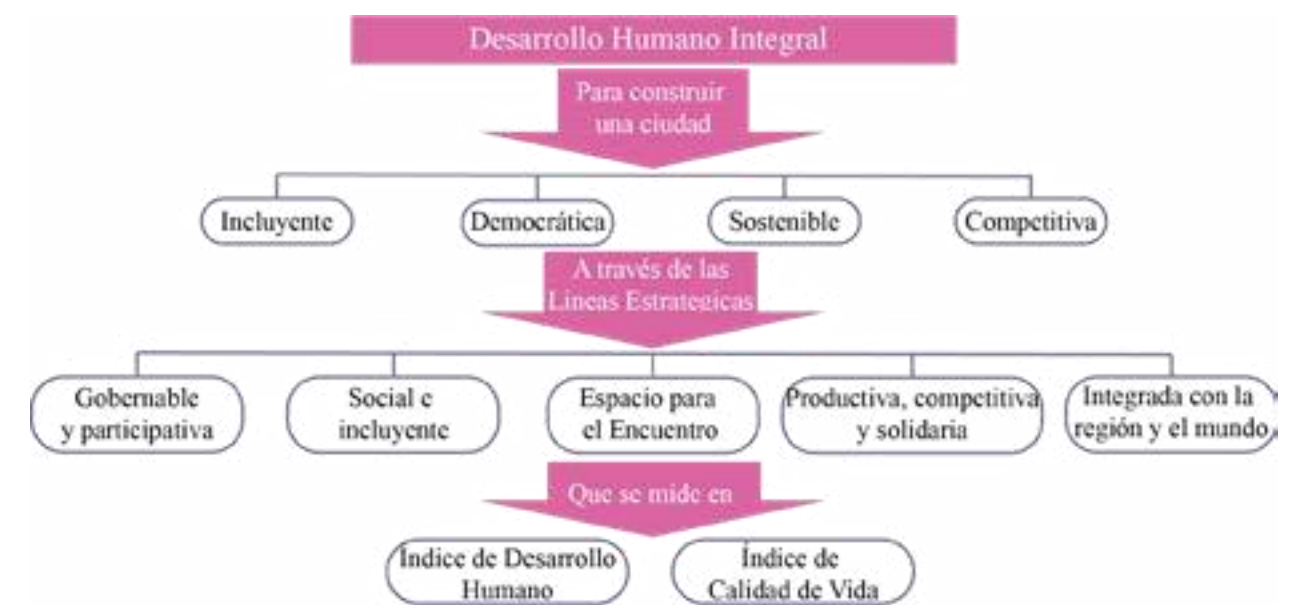 Desarrollo Humano Integral
Para construir
una ciudad
Incluyente
Democrática
Sostenible
Competitiva
A través de las
Lineas Estrategicas
Gobernable
y participativa
Social e
incluyente
Espacio para
el Encuentro
Productiva, competitiva
y solidaria
Integrada con la
región y el mundo
Que se mide en
Índice de Desarrollo
Humano
Índice de
Calidad de Vida